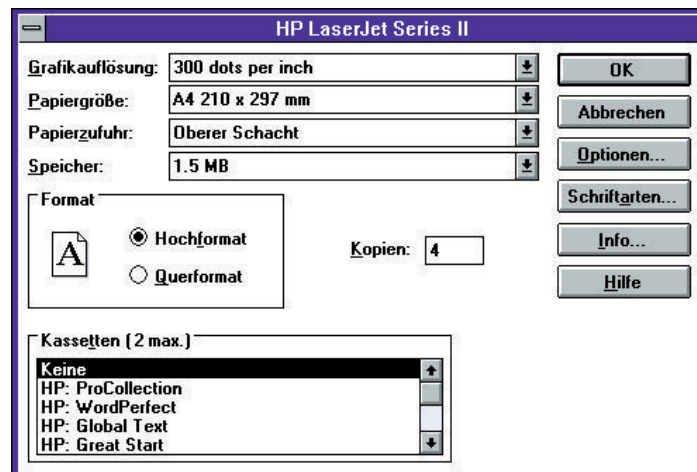 HP LaserJet Series II
Grafikauflösung: 300 dots per inch
Papiergröße: A4 210 x 297 mm
Papierzufuhr: Oberer Schacht
Speicher: 1.5 MB
OK
Abbrechen
Optionen...
Schriftarten...
Info...
Hilfe
Format
A
Hochformat
Querformat
Kopien: 4
Kassetten (2 max.)
Keine
HP: ProCollection
HP: WordPerfect
HP: Global Text
HP: Great Start